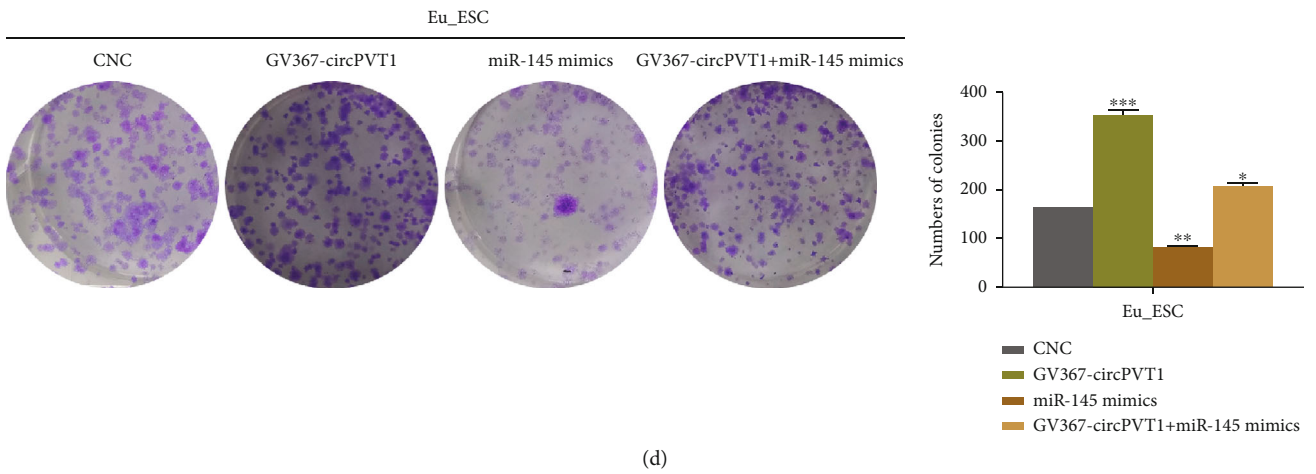 Eu_ESC
CNC
GV367-circPVT1
miR-145 mimics
GV367-circPVT1+miR-145 mimics
Numbers of colonies
400
300
200
100
0
***
**
*
Eu_ESC
CNC
GV367-circPVT1
miR-145 mimics
GV367-circPVT1+miR-145 mimics
(d)